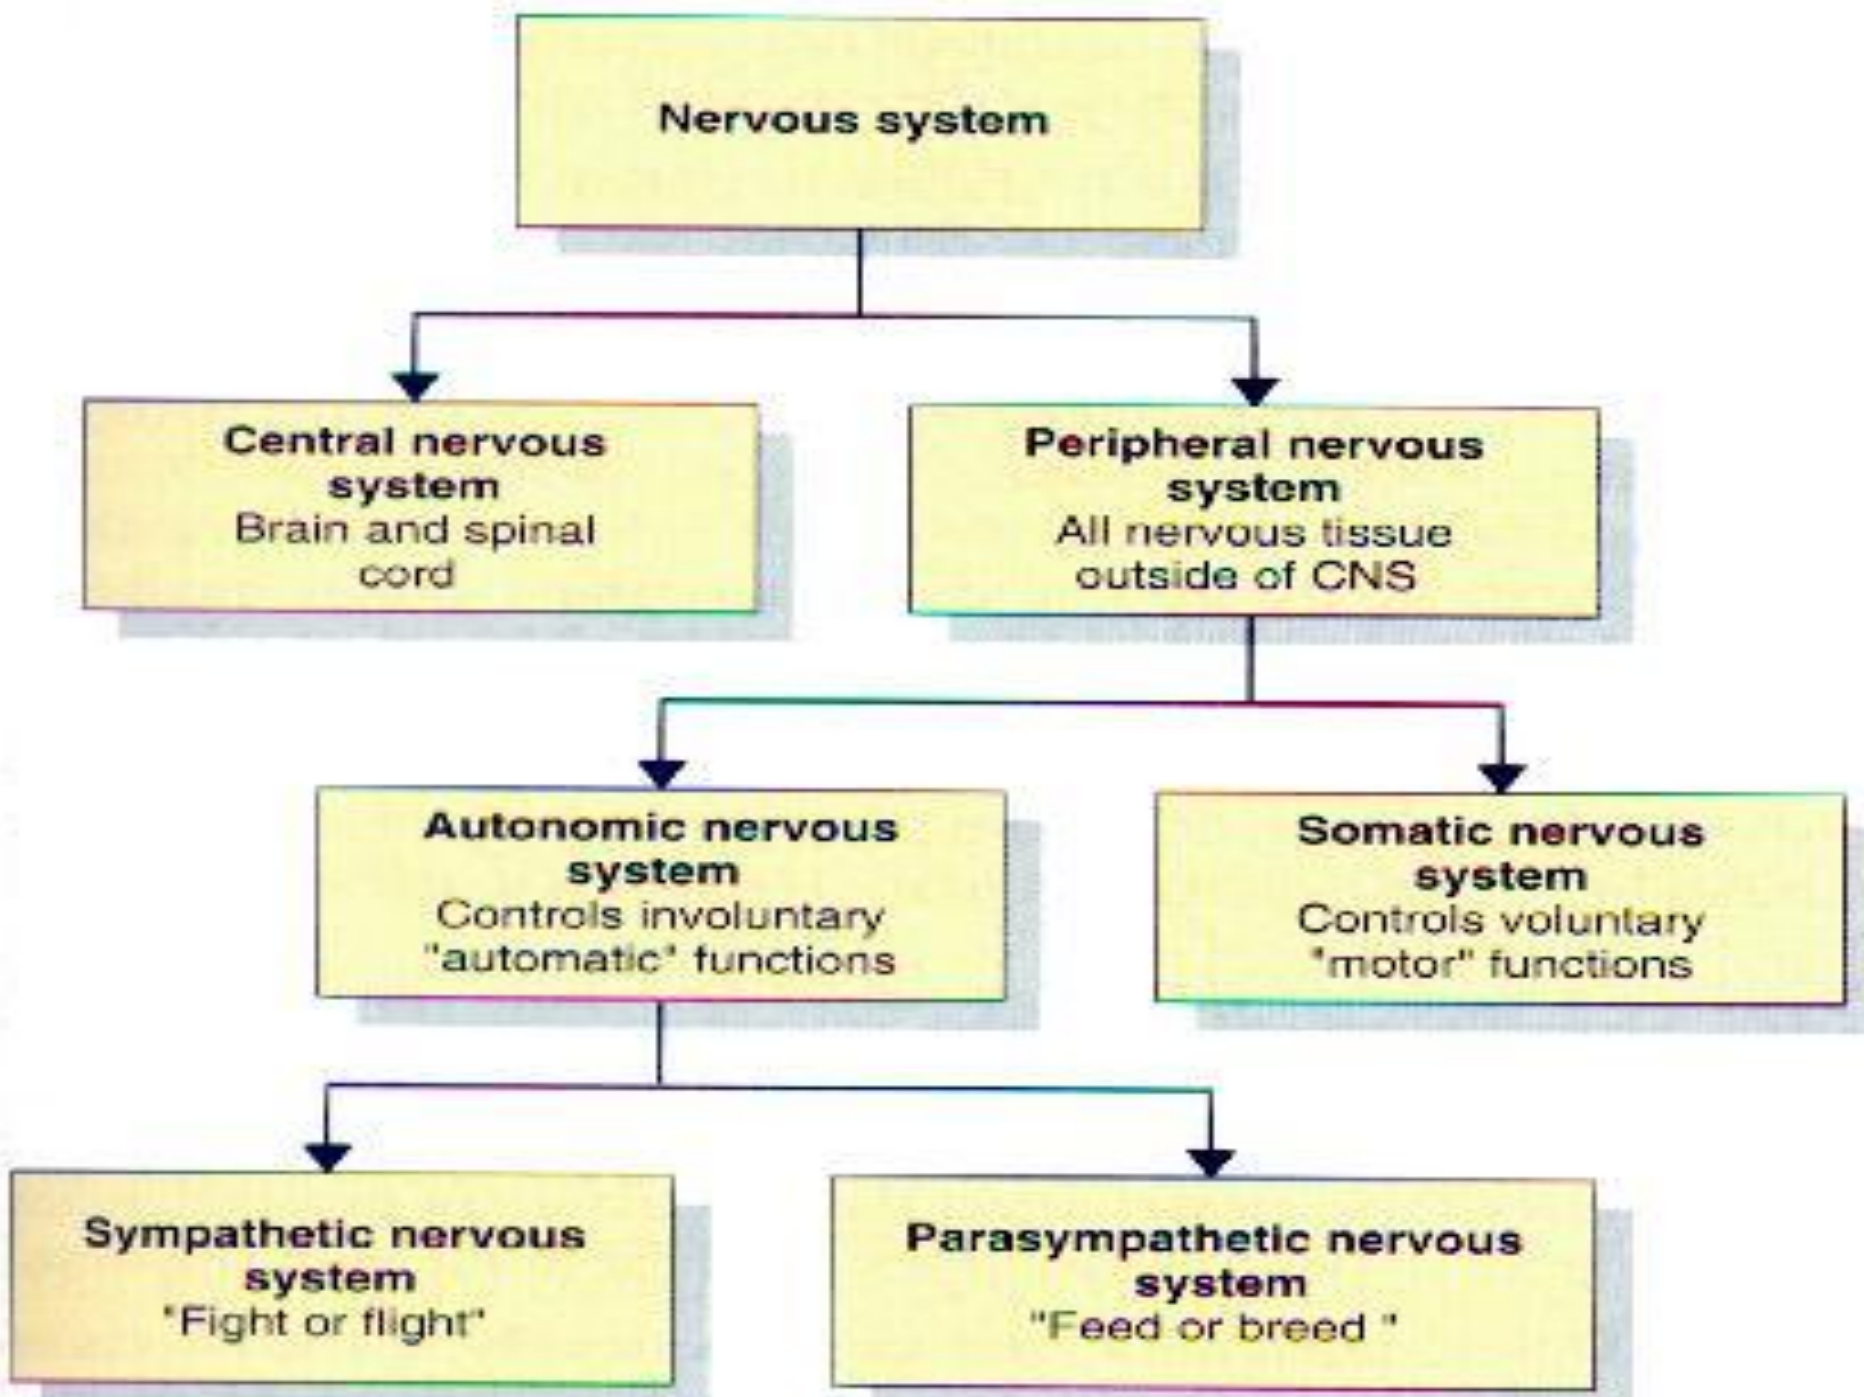 Nervous system
Central nervous
system
Brain and spinal
cord
Peripheral nervous
system
All nervous tissue
outside of CNS
Autonomic nervous
system
Controls involuntary
"automatic" functions
Somatic nervous
system
Controls voluntary
"motor" functions
Sympathetic nervous
system
"Fight or flight"
Parasympathetic nervous
system
"Feed or breed "